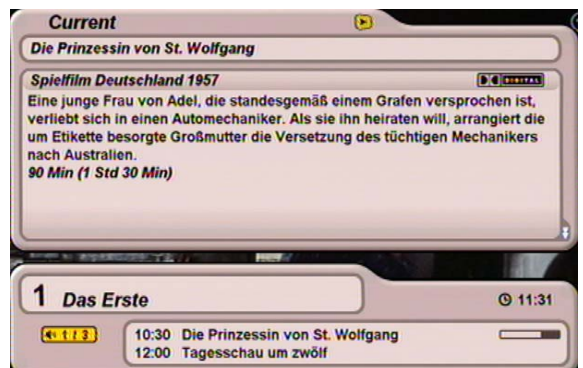 Current
Die Prinzessin von St. Wolfgang
Spielfilm Deutschland 1957
DIGITAL
Eine junge Frau von Adel, die standesgemäß einem Grafen versprochen ist,
verliebt sich in einen Automechaniker. Als sie ihn heiraten will, arrangiert die
um Etikette besorgte Großmutter die Versetzung des tüchtigen Mechanikers
nach Australien.
90 Min (1 Std 30 Min)
1 Das Erste
11:31
1 / 3
10:30 Die Prinzessin von St. Wolfgang
12:00 Tagesschau um zwölf